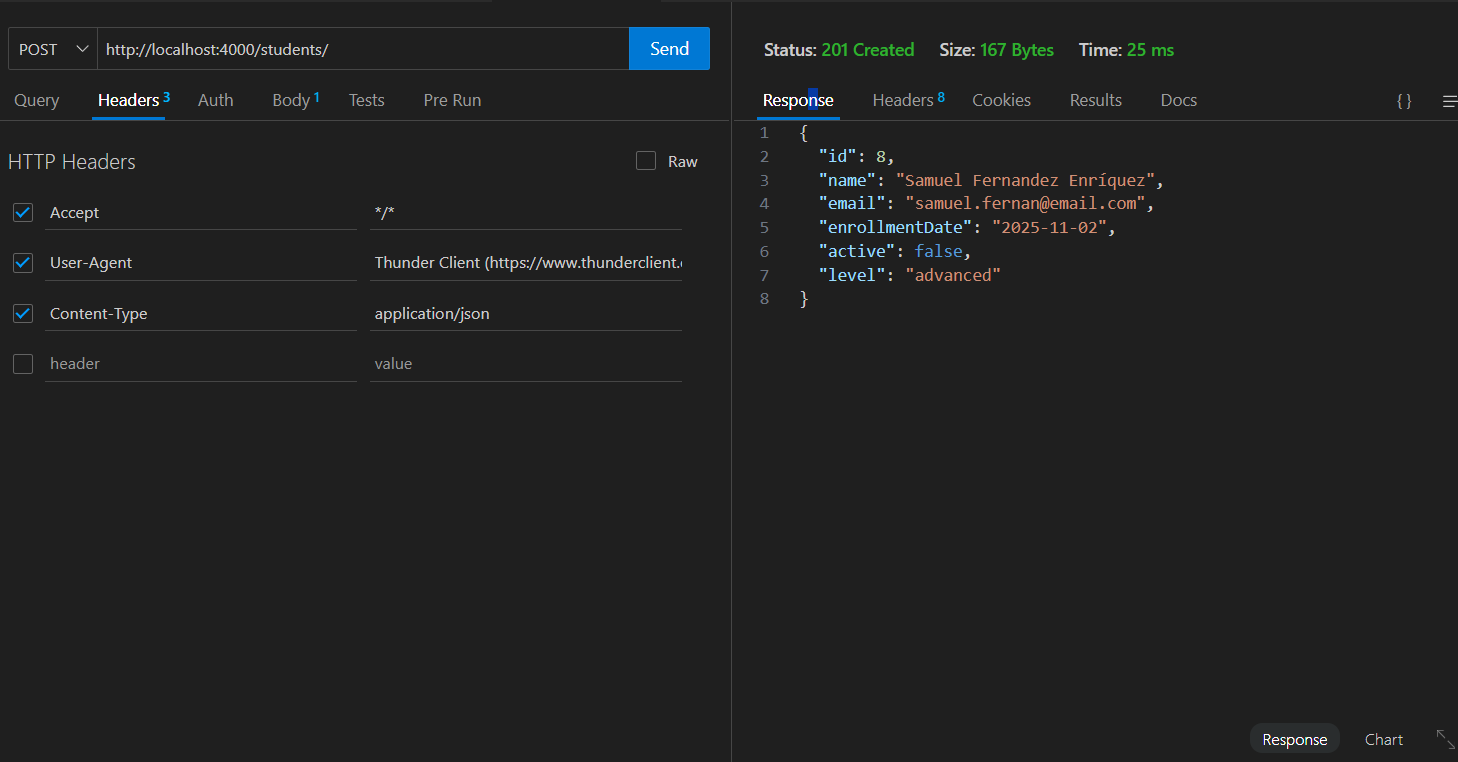 POST http://localhost:4000/students/ Send
Query Headers 3 Auth Body 1 Tests Pre Run
HTTP Headers Raw
Accept */*
User-Agent Thunder Client (https://www.thunderclient.
Content-Type application/json
header value
Status: 201 Created Size: 167 Bytes Time: 25 ms
Response Headers 8 Cookies Results Docs { }
1 {
2 "id": 8,
3 "name": "Samuel Fernandez Enríquez",
4 "email": "samuel.fernan@email.com",
5 "enrollmentDate": "2025-11-02",
6 "active": false,
7 "level": "advanced"
8 }
Response Chart